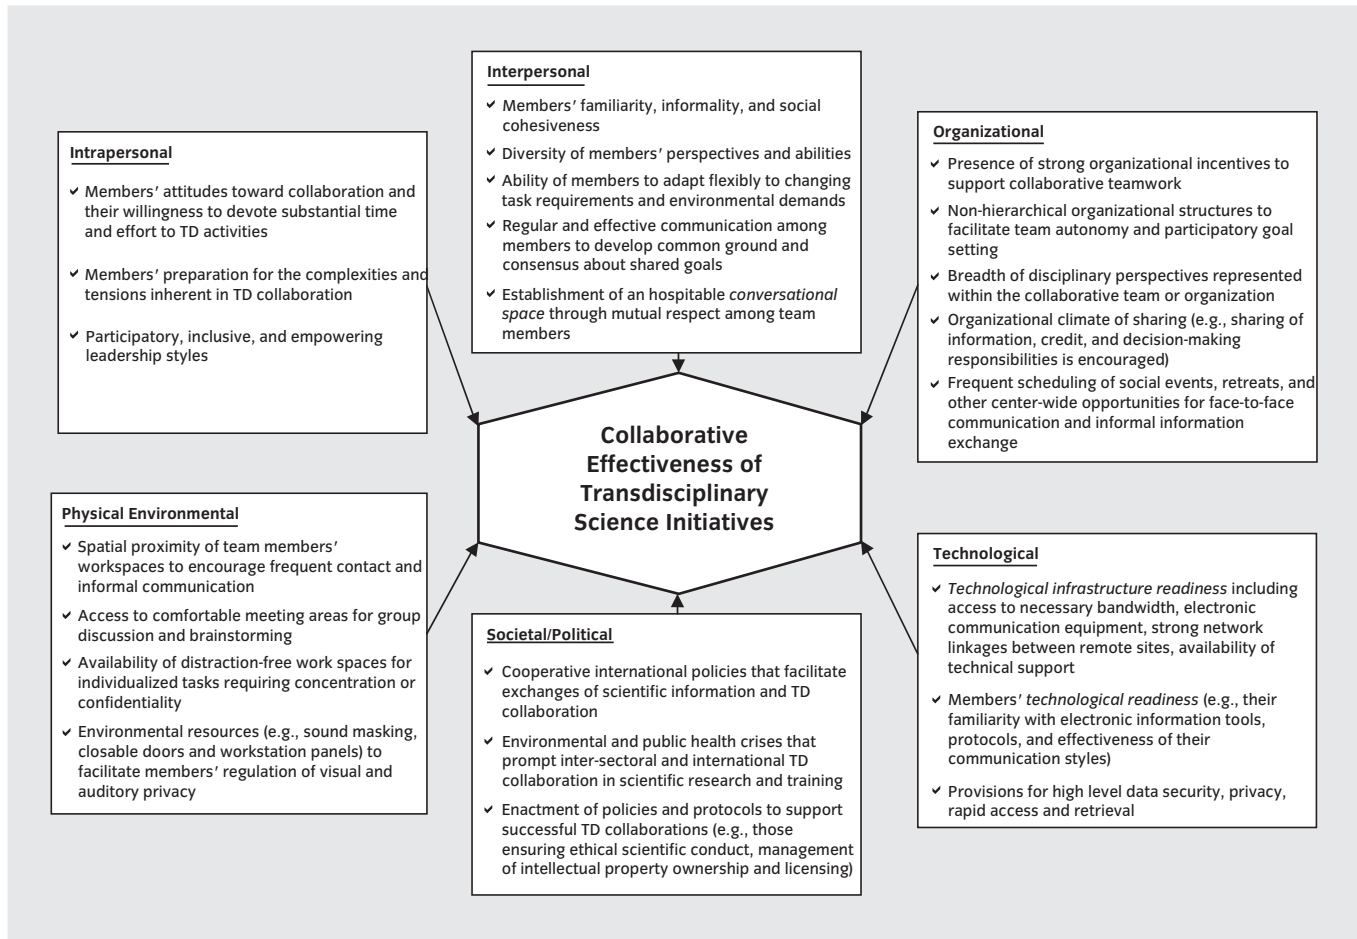 Interpersonal
✓ Members’ familiarity, informality, and social
cohesiveness
✓ Diversity of members’ perspectives and abilities
✓ Ability of members to adapt flexibly to changing
task requirements and environmental demands
✓ Regular and effective communication among
members to develop common ground and
consensus about shared goals
✓ Establishment of an hospitable conversational
space through mutual respect among team
members
Intrapersonal
✓ Members’ attitudes toward collaboration and
their willingness to devote substantial time
and effort to TD activities
✓ Members’ preparation for the complexities and
tensions inherent in TD collaboration
✓ Participatory, inclusive, and empowering
leadership styles
Organizational
✓ Presence of strong organizational incentives to
support collaborative teamwork
✓ Non-hierarchical organizational structures to
facilitate team autonomy and participatory goal
setting
✓ Breadth of disciplinary perspectives represented
within the collaborative team or organization
✓ Organizational climate of sharing (e.g., sharing of
information, credit, and decision-making
responsibilities is encouraged)
✓ Frequent scheduling of social events, retreats, and
other center-wide opportunities for face-to-face
communication and informal information
exchange
Collaborative
Effectiveness of
Transdisciplinary
Science Initiatives
Physical Environmental
✓ Spatial proximity of team members’
workspaces to encourage frequent contact and
informal communication
✓ Access to comfortable meeting areas for group
discussion and brainstorming
✓ Availability of distraction-free work spaces for
individualized tasks requiring concentration or
confidentiality
✓ Environmental resources (e.g., sound masking,
closable doors and workstation panels) to
facilitate members’ regulation of visual and
auditory privacy
Societal/Political
✓ Cooperative international policies that facilitate
exchanges of scientific information and TD
collaboration
✓ Environmental and public health crises that
prompt inter-sectoral and international TD
collaboration in scientific research and training
✓ Enactment of policies and protocols to support
successful TD collaborations (e.g., those
ensuring ethical scientific conduct, management
of intellectual property ownership and licensing)
Technological
✓ Technological infrastructure readiness including
access to necessary bandwidth, electronic
communication equipment, strong network
linkages between remote sites, availability of
technical support
✓ Members’ technological readiness (e.g., their
familiarity with electronic information tools,
protocols, and effectiveness of their
communication styles)
✓ Provisions for high level data security, privacy,
rapid access and retrieval